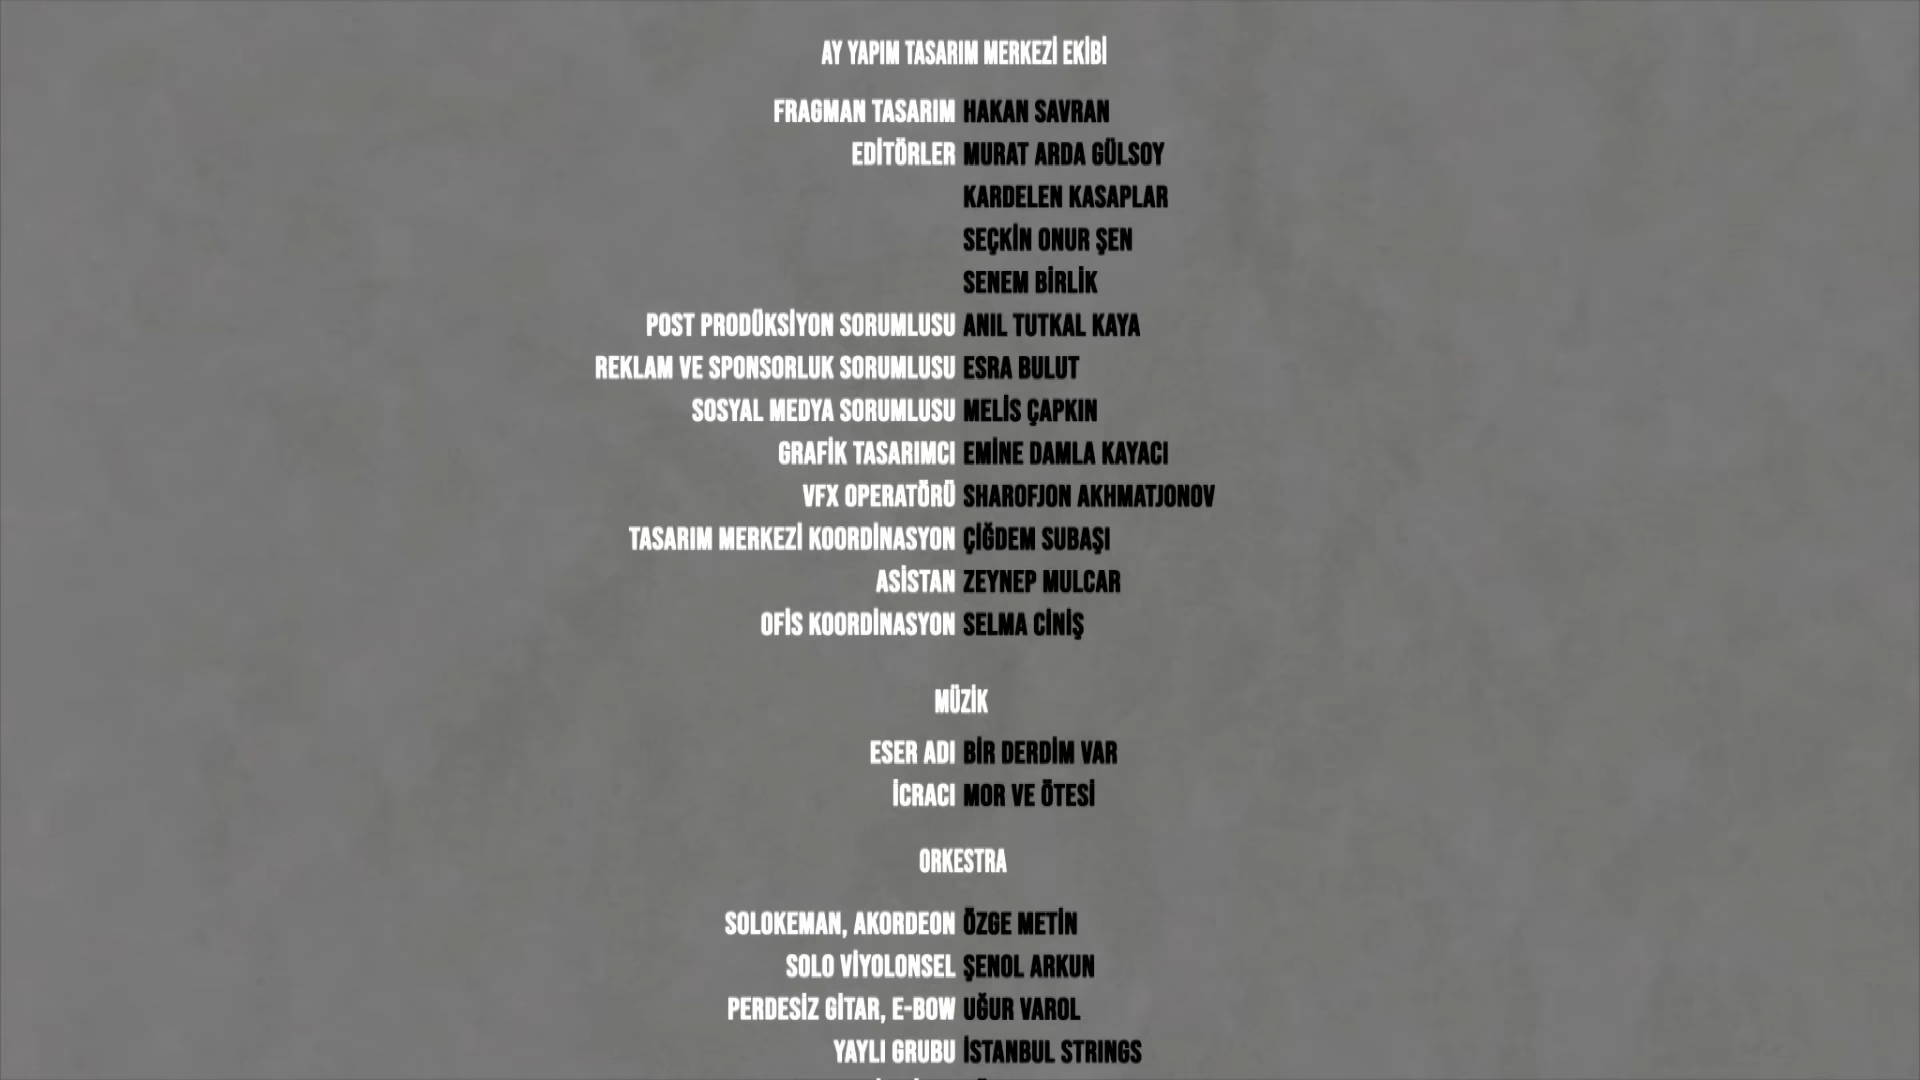 AY YAPIM TASARIM MERKEZİ EKİBİ
FRAGMAN TASARIM HAKAN SAVRAN
EDİTÖRLER MURAT ARDA GÜLSOY
KARDELEN KASAPLAR
SEÇKİN ONUR ŞEN
SENEM BİRLİK
POST PRODÜKSİYON SORUMLUSU ANIL TUTKAL KAYA
REKLAM VE SPONSORLUK SORUMLUSU ESRA BULUT
SOSYAL MEDYA SORUMLUSU MELİS ÇAPKIN
GRAFİK TASARIMCI EMİNE DAMLA KAYACI
VFX OPERATÖRÜ SHAROFJON AKHMATJONOV
TASARIM MERKEZİ KOORDİNASYON ÇİĞDEM SUBAŞI
ASİSTAN ZEYNEP MULCAR
OFİS KOORDİNASYON SELMA CİNİŞ
MÜZİK
ESER ADI BİR DERDİM VAR
İCRACI MOR VE ÖTESİ
ORKESTRA
SOLOKEMAN, AKORDEON ÖZGE METİN
SOLO VİYOLONSEL ŞENOL ARKUN
PERDESİZ GİTAR, E-BOW UĞUR VAROL
YAYLI GRUBU İSTANBUL STRINGS